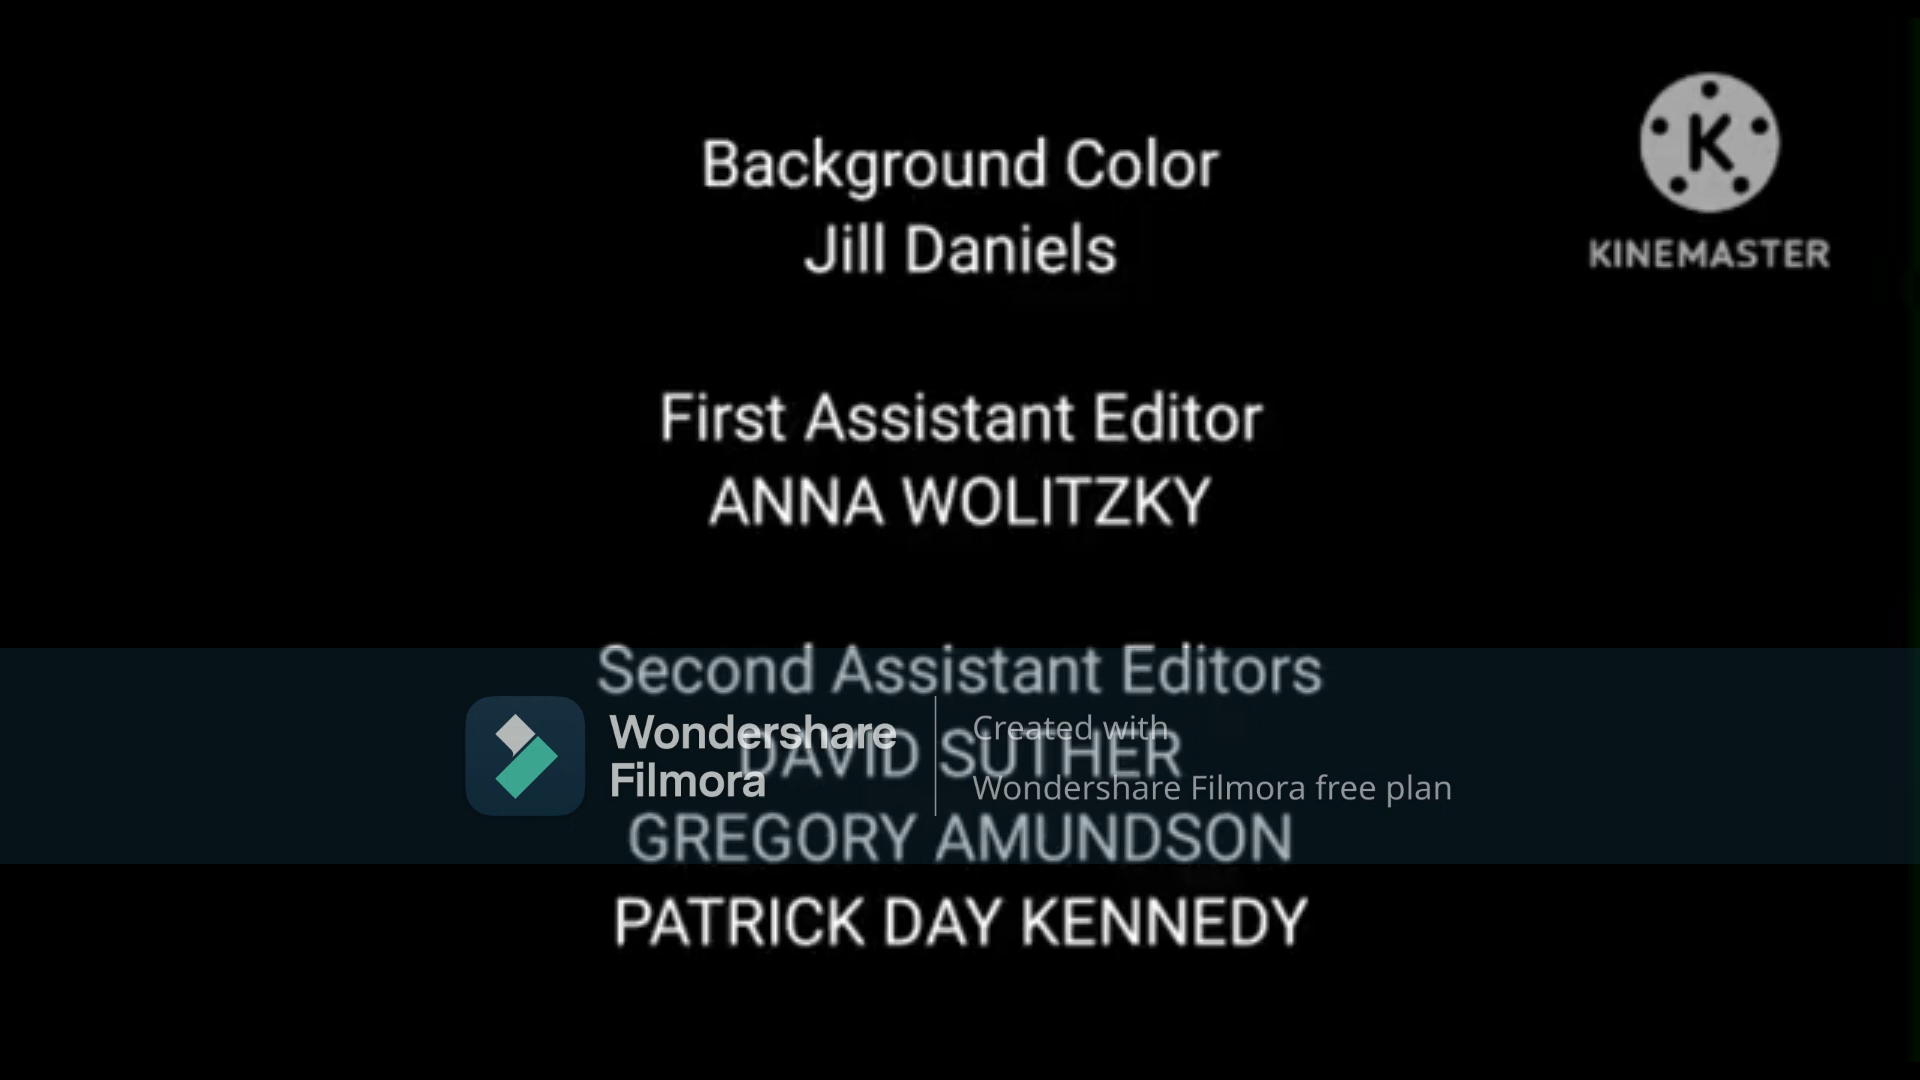 Background Color
Jill Daniels
K
KINEMASTER
First Assistant Editor
ANNA WOLITZKY
Second Assistant Editors
DAVID SUTHER
GREGORY AMUNDSON
PATRICK DAY KENNEDY
Wondershare
Filmora
Created with
Wondershare Filmora free plan